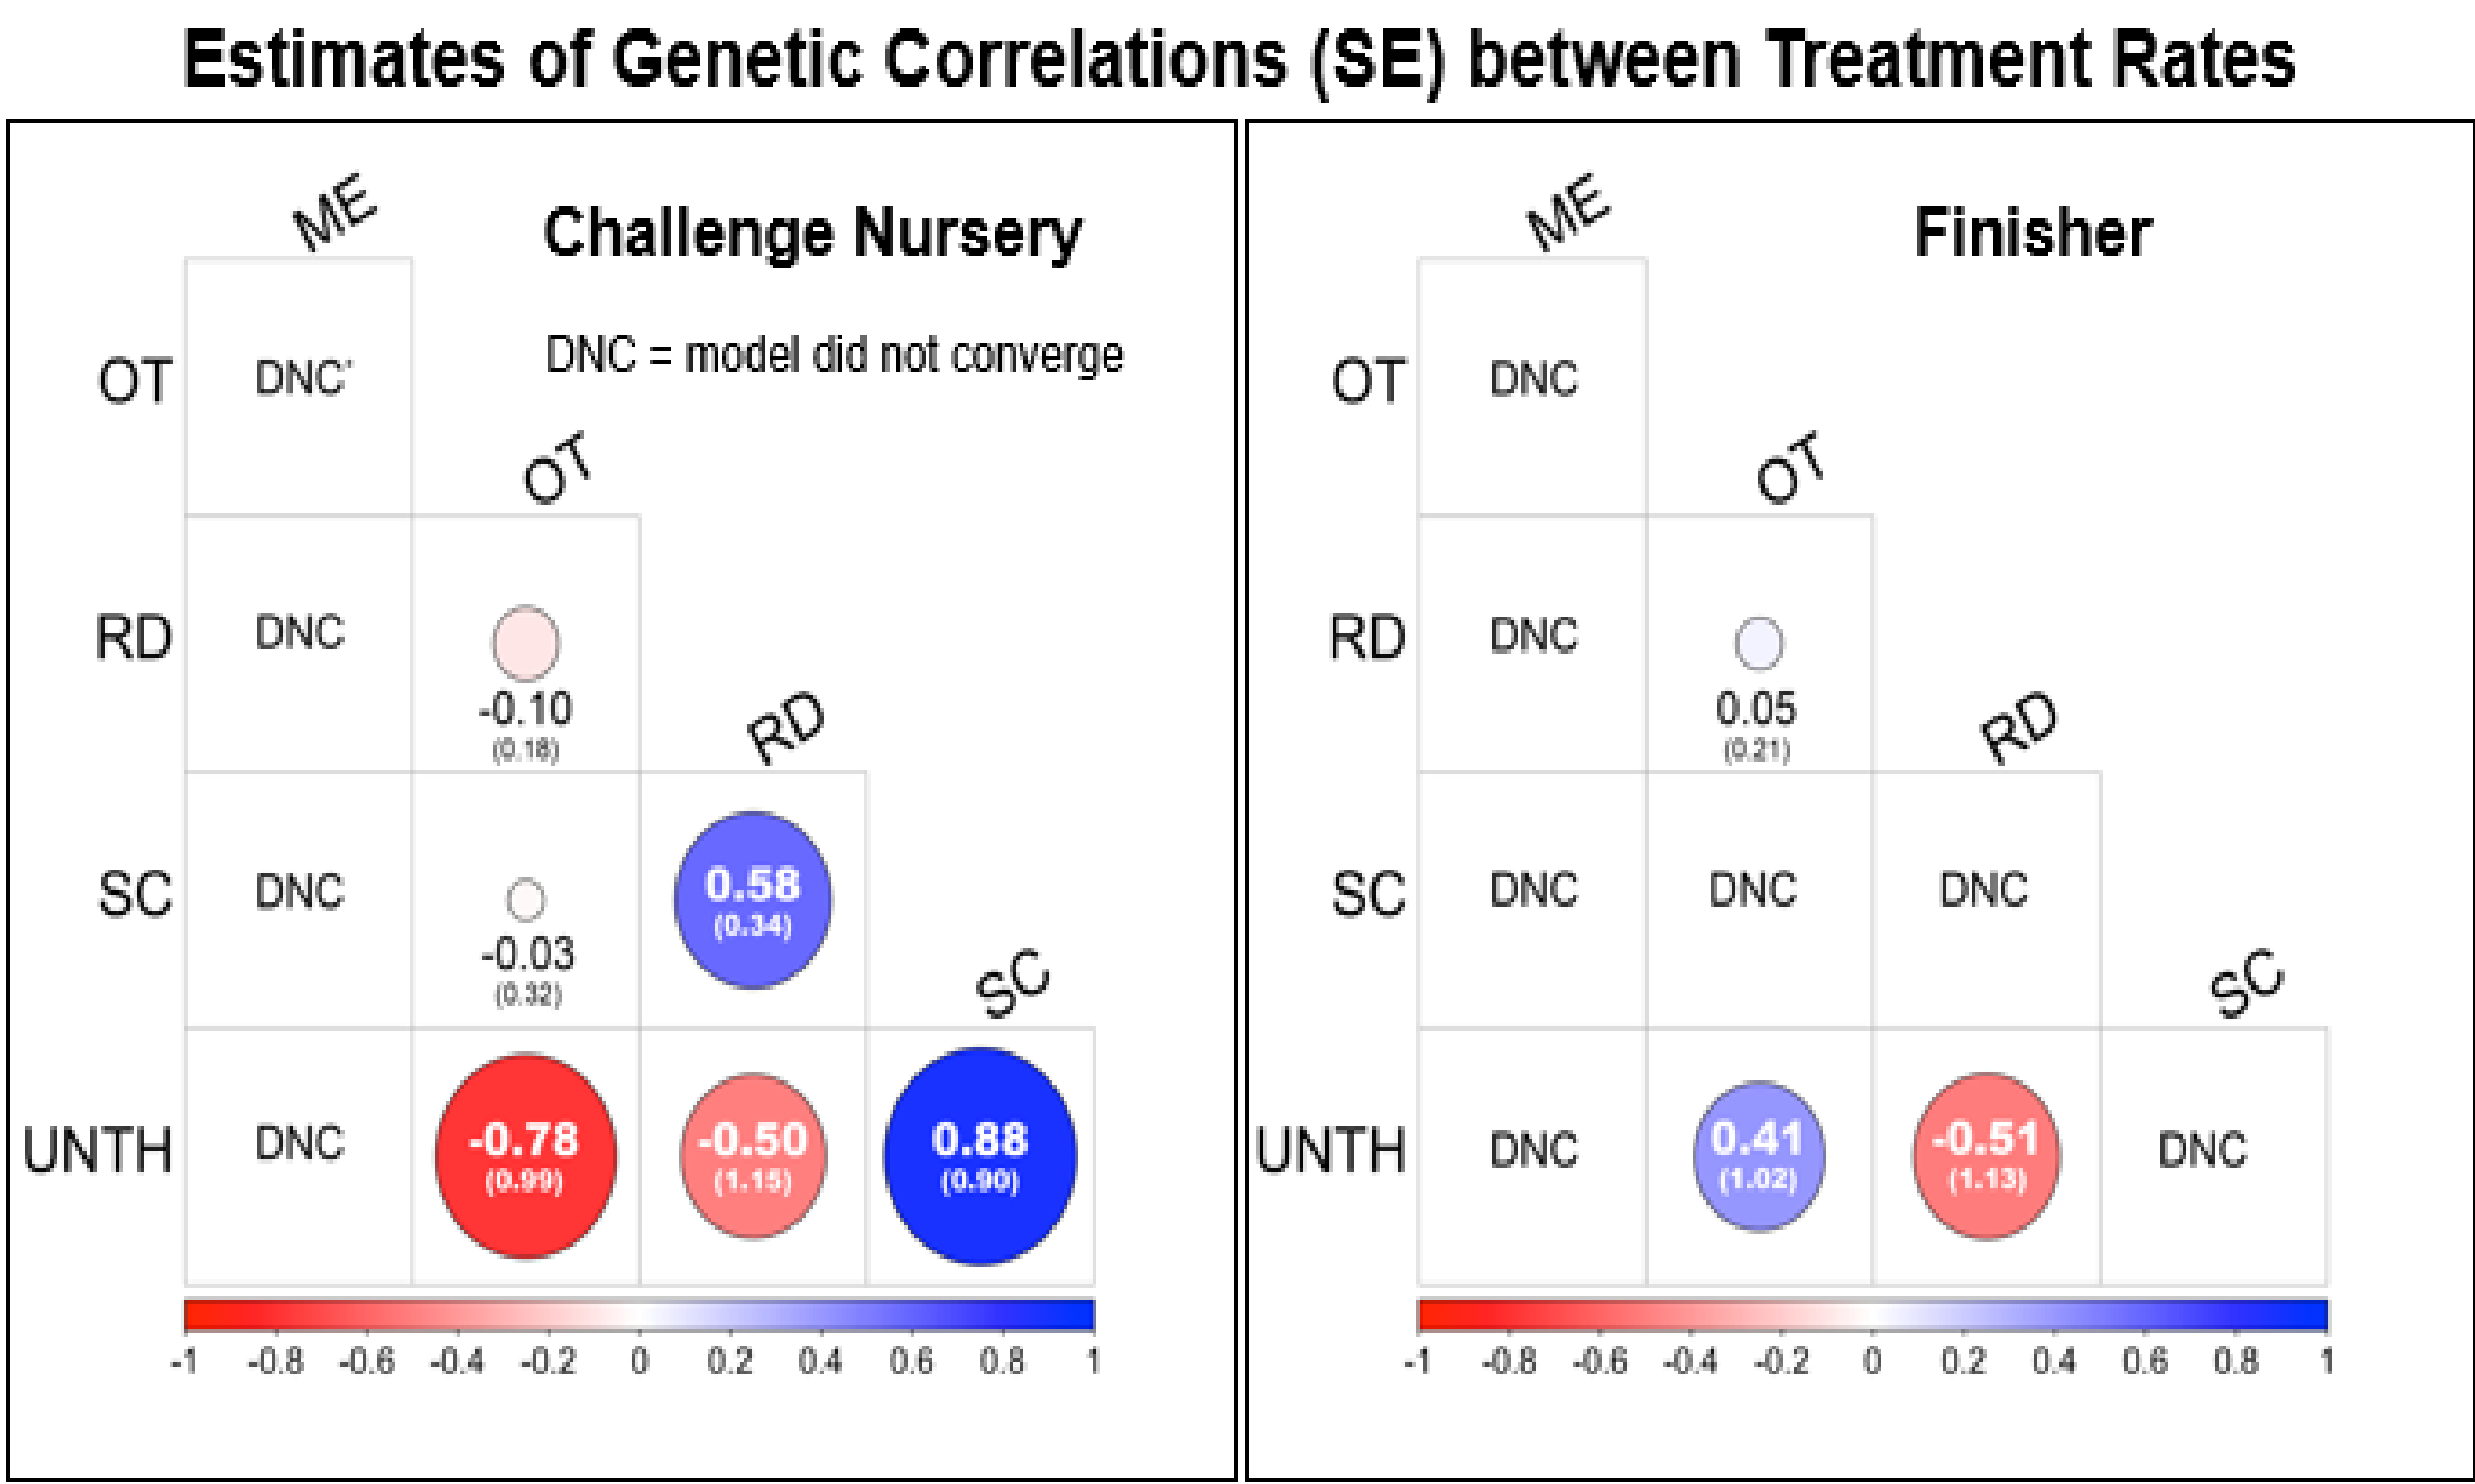 Estimates of Genetic Correlations (SE) between Treatment Rates
Challenge Nursery
DNC = model did not converge
ME
OT DNC*
OT
RD DNC -0.10
(0.18)
RD
SC DNC -0.03 0.58
(0.32) (0.34)
SC
UNTH DNC -0.78 -0.50 0.88
(0.99) (1.15) (0.90)
-1 -0.8 -0.6 -0.4 -0.2 0 0.2 0.4 0.6 0.8 1
Finisher
ME
OT DNC
OT
RD DNC 0.05
(0.21)
RD
SC DNC DNC DNC
SC
UNTH DNC 0.41 -0.51 DNC
(1.02) (1.13)
-1 -0.8 -0.6 -0.4 -0.2 0 0.2 0.4 0.6 0.8 1